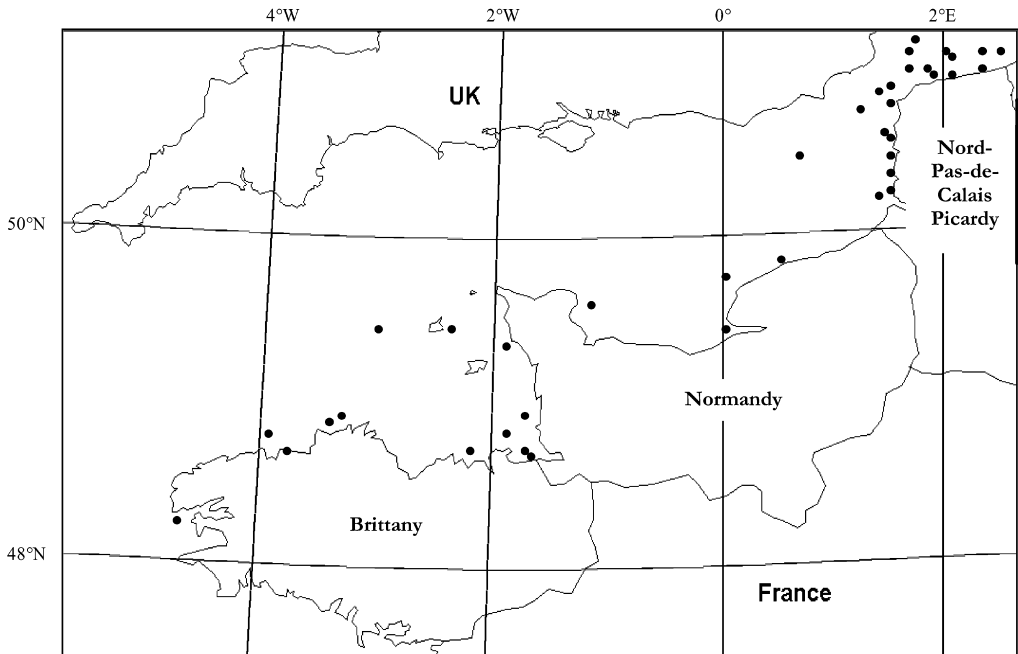 4°W
2°W
0°
2°E
UK
Nord-
Pas-de-
Calais
Picardy
50°N
Normandy
Brittany
48°N
France